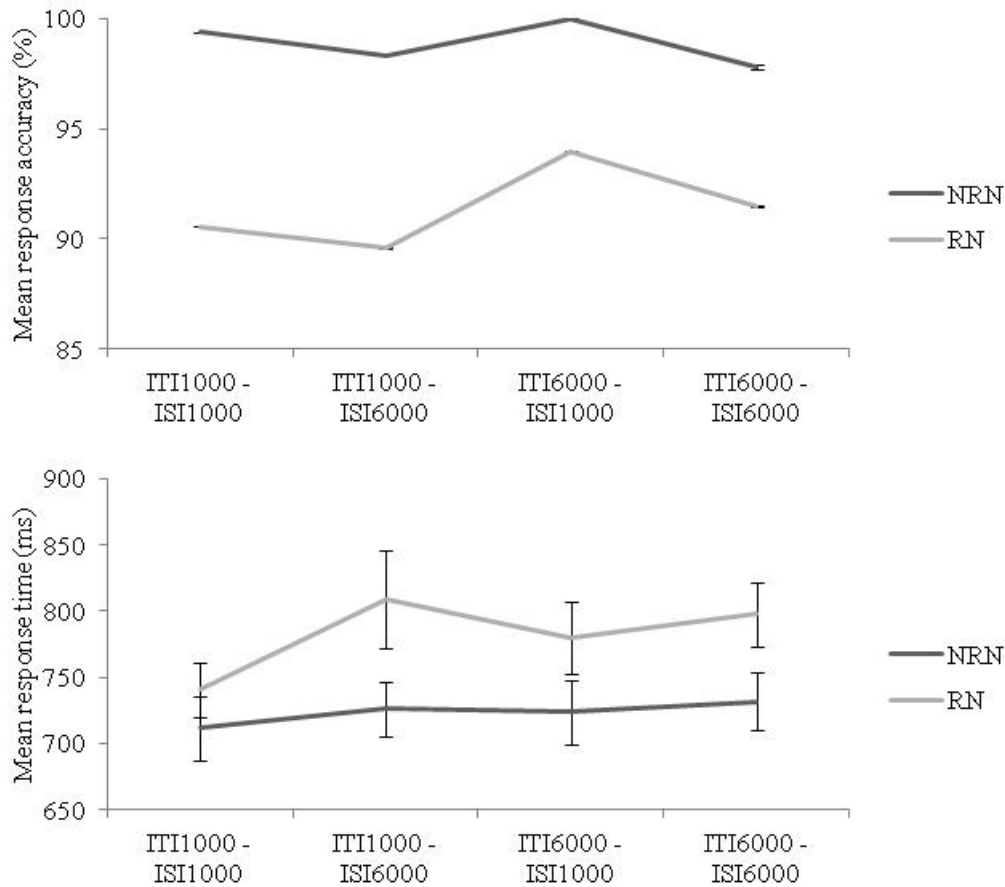 Mean response accuracy (%)
100
95
90
85
ITI1000 -
ISI1000
ITI1000 -
ISI6000
ITI6000 -
ISI1000
ITI6000 -
ISI6000
NRN
RN
Mean response time (ms)
900
850
800
750
700
650
ITI1000 -
ISI1000
ITI1000 -
ISI6000
ITI6000 -
ISI1000
ITI6000 -
ISI6000
NRN
RN